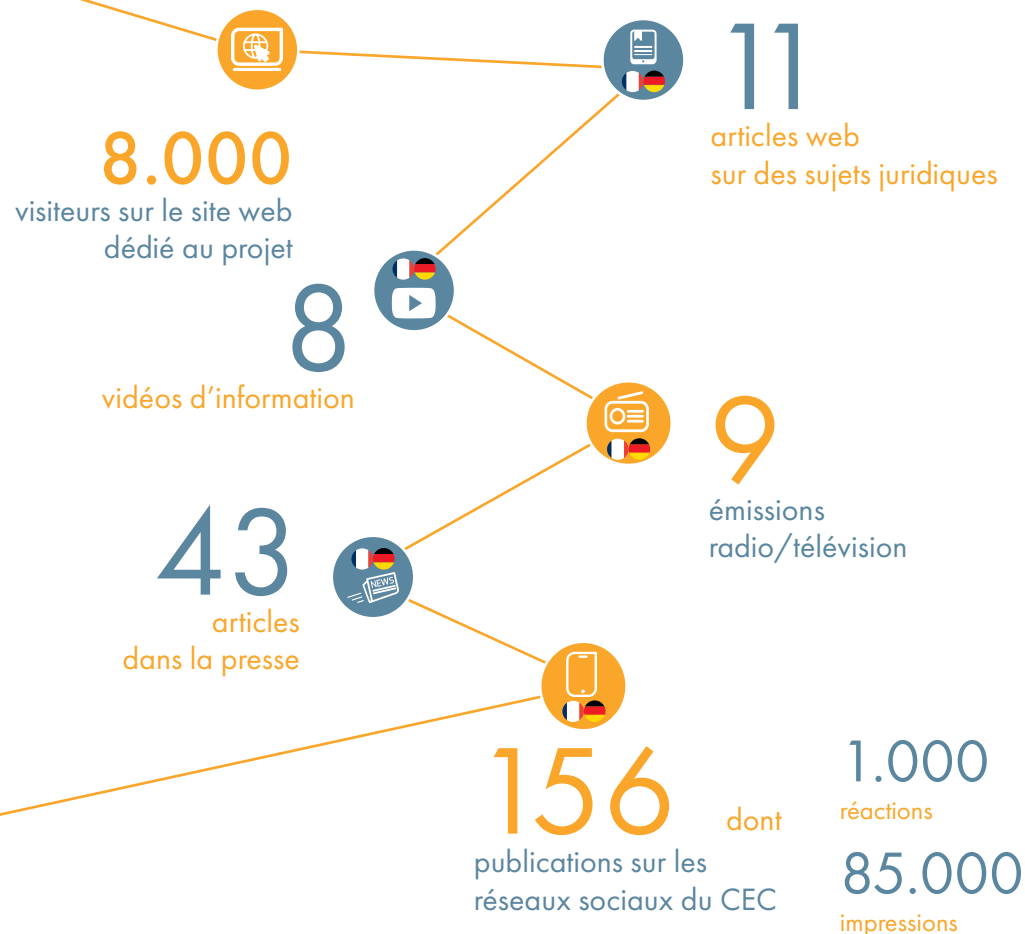 11
articles web
sur des sujets juridiques
8.000
visiteurs sur le site web
dédié au projet
8
vidéos d’information
9
émissions
radio/télévision
43
articles
dans la presse
NEWS
156
publications sur les
réseaux sociaux du CEC
dont
1.000
réactions
85.000
impressions